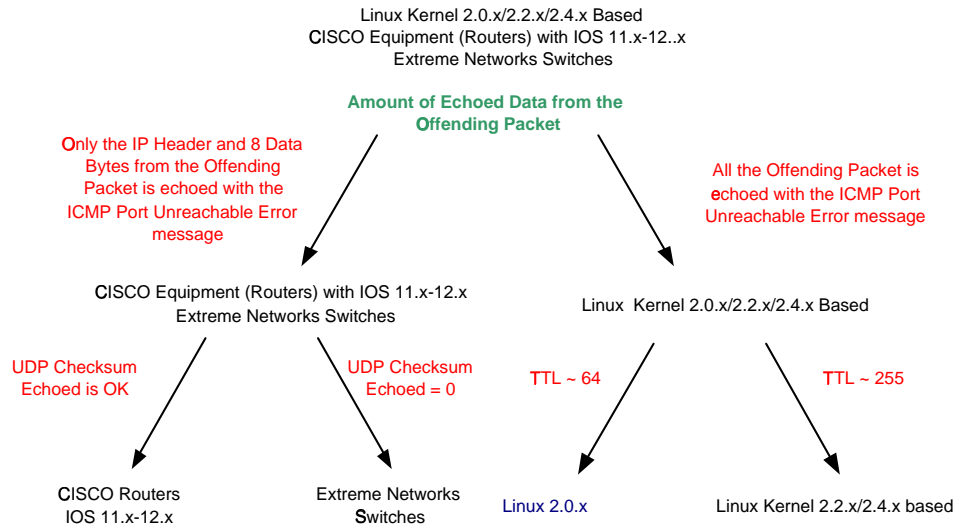 Linux Kernel 2.0.x/2.2.x/2.4.x Based
CISCO Equipment (Routers) with IOS 11.x-12..x
Extreme Networks Switches
Amount of Echoed Data from the
Offending Packet
Only the IP Header and 8 Data
Bytes from the Offending
Packet is echoed with the
ICMP Port Unreachable Error
message
All the Offending Packet is
echoed with the ICMP Port
Unreachable Error message
CISCO Equipment (Routers) with IOS 11.x-12.x
Extreme Networks Switches
Linux Kernel 2.0.x/2.2.x/2.4.x Based
UDP Checksum
Echoed is OK
UDP Checksum
Echoed = 0
TTL ~ 64
TTL ~ 255
CISCO Routers
IOS 11.x-12.x
Extreme Networks
Switches
Linux 2.0.x
Linux Kernel 2.2.x/2.4.x based